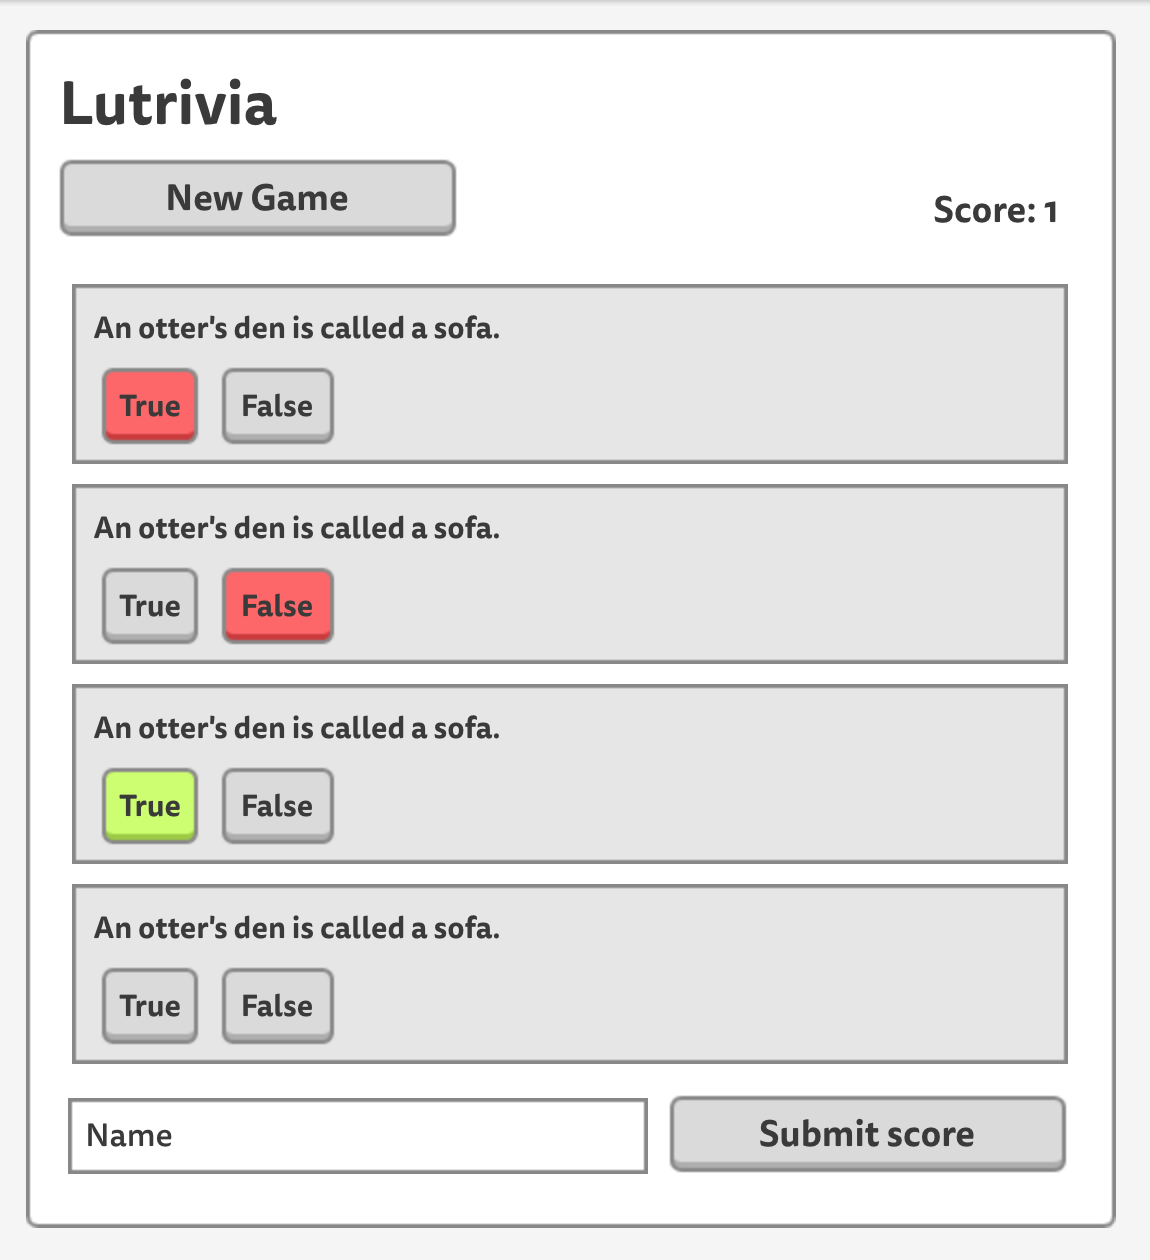 Lutrivia
New Game
Score: 1
An otter's den is called a sofa.
True False
An otter's den is called a sofa.
True False
An otter's den is called a sofa.
True False
An otter's den is called a sofa.
True False
Name
Submit score